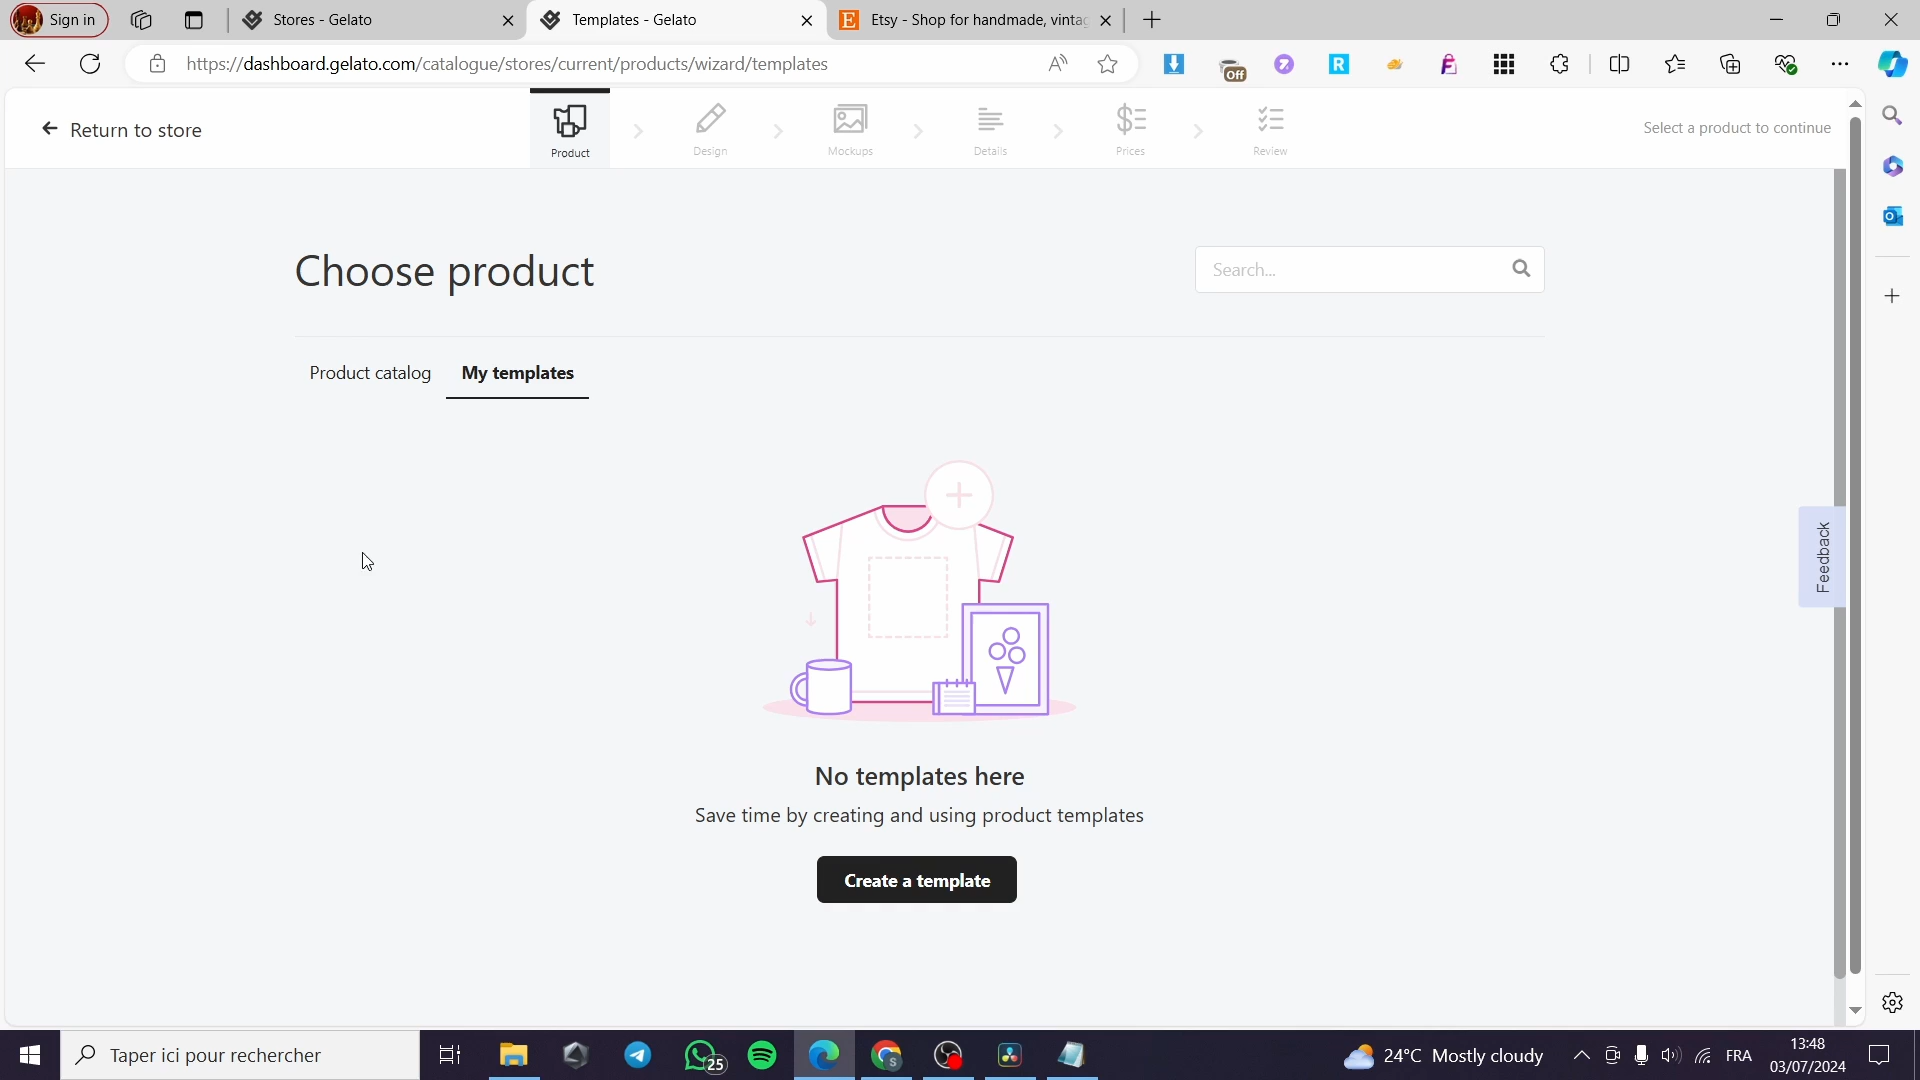 Sign in
Stores - Gelato
Templates - Gelato
Etsy - Shop for handmade, vinta
https://dashboard.gelato.com/catalogue/stores/current/products/wizard/templates
Off
Return to store
Product
Design
Mockups
Details
Prices
Review
Select a product to continue
Choose product
Search...
Product catalog
My templates
Feedback
No templates here
Save time by creating and using product templates
Create a template
Taper ici pour rechercher
25
24°C Mostly cloudy
FRA
13:48
03/07/2024